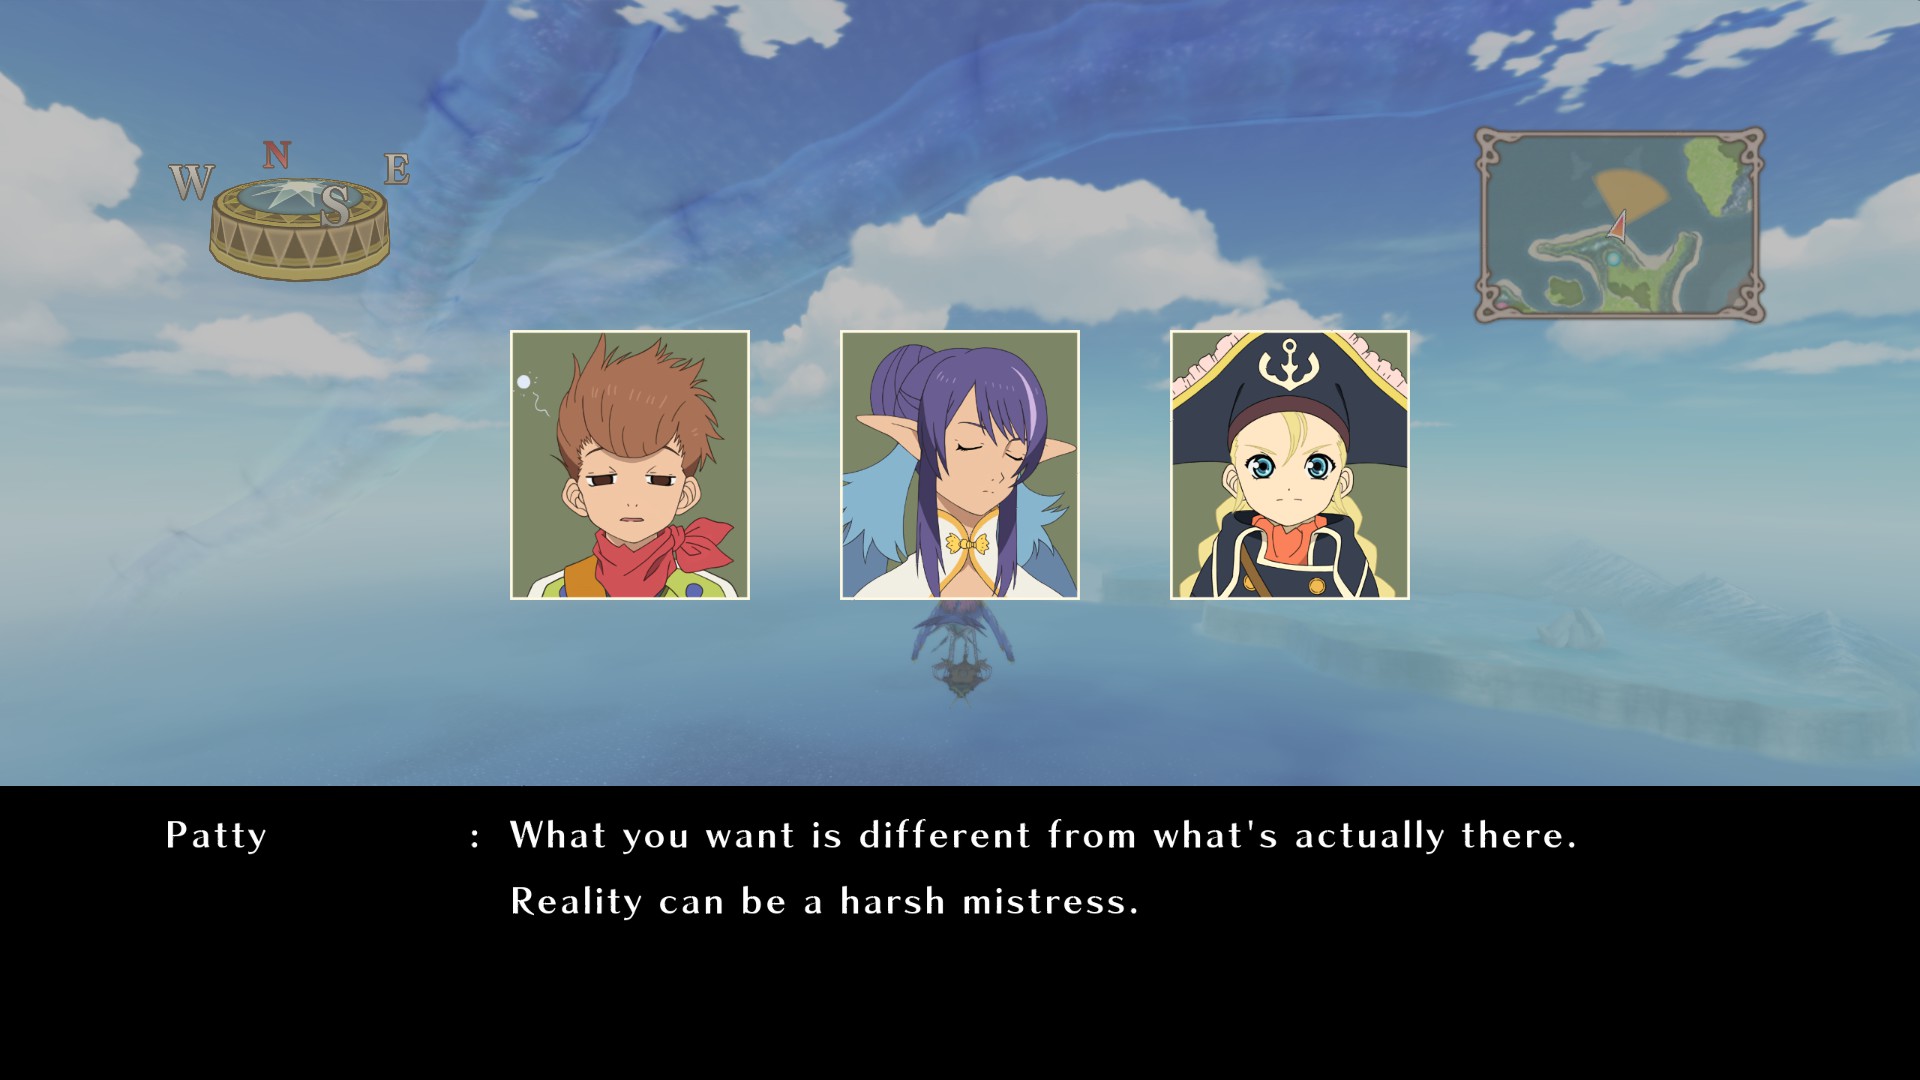 N
W
E
S
Patty : What you want is different from what's actually there.
Reality can be a harsh mistress.